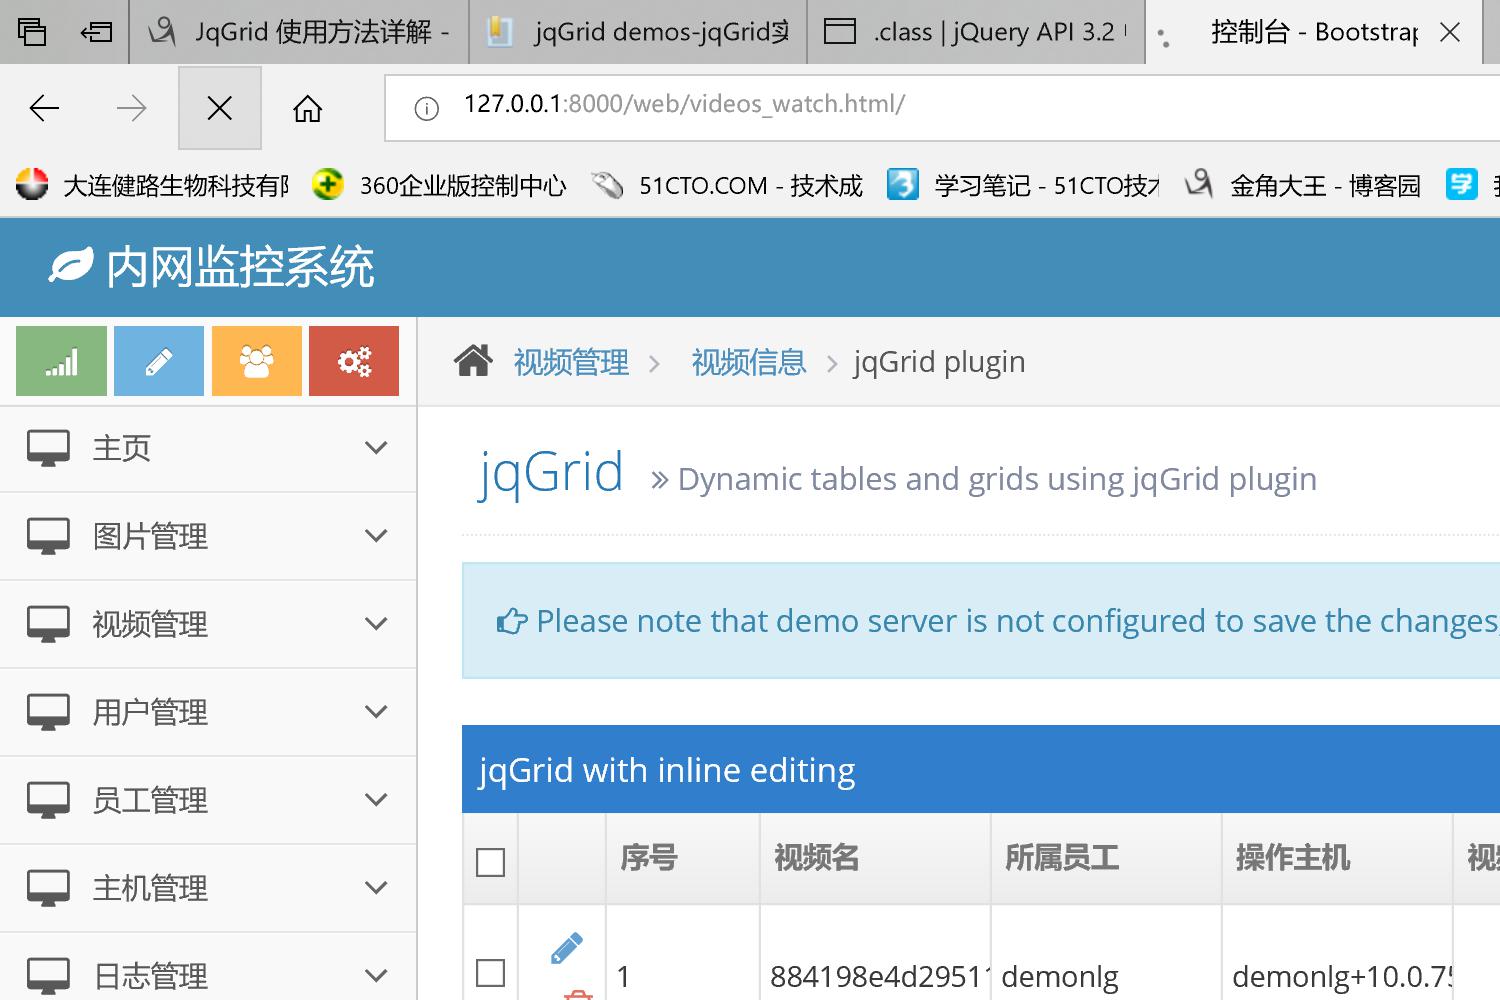 JqGrid 使用方法详解 -
jqGrid demos-jqGrid实
.class | jQuery API 3.2
控制台 - Bootstrap
127.0.0.1:8000/web/videos_watch.html/
大连健路生物科技有限
360企业版控制中心
51CTO.COM - 技术成
学习笔记 - 51CTO技术
金角大王 - 博客园
学
内网监控系统
视频管理 > 视频信息 > jqGrid plugin
主页
图片管理
视频管理
用户管理
员工管理
主机管理
日志管理
jqGrid » Dynamic tables and grids using jqGrid plugin
Please note that demo server is not configured to save the changes,
jqGrid with inline editing
序号 视频名 所属员工 操作主机 视
1 884198e4d2951 demonlg demonlg+10.0.75